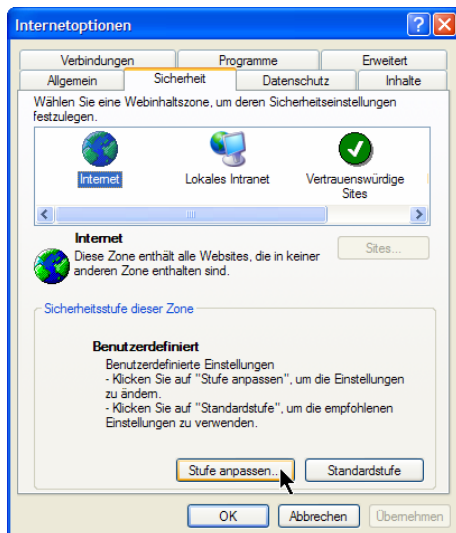 Internetoptionen
Verbindungen Programme Erweitert
Allgemein Sicherheit Datenschutz Inhalte
Wählen Sie eine Webinhaltszone, um deren Sicherheitseinstellungen
festzulegen.
Internet Lokales Intranet Vertrauenswürdige
Sites
Internet
Diese Zone enthält alle Websites, die in keiner
anderen Zone enthalten sind.
Sites...
Sicherheitsstufe dieser Zone
Benutzerdefiniert
Benutzerdefinierte Einstellungen
- Klicken Sie auf "Stufe anpassen", um die Einstellungen
zu ändern.
- Klicken Sie auf "Standardstufe", um die empfohlenen
Einstellungen zu verwenden.
Stufe anpassen... Standardstufe
OK Abbrechen Übernehmen